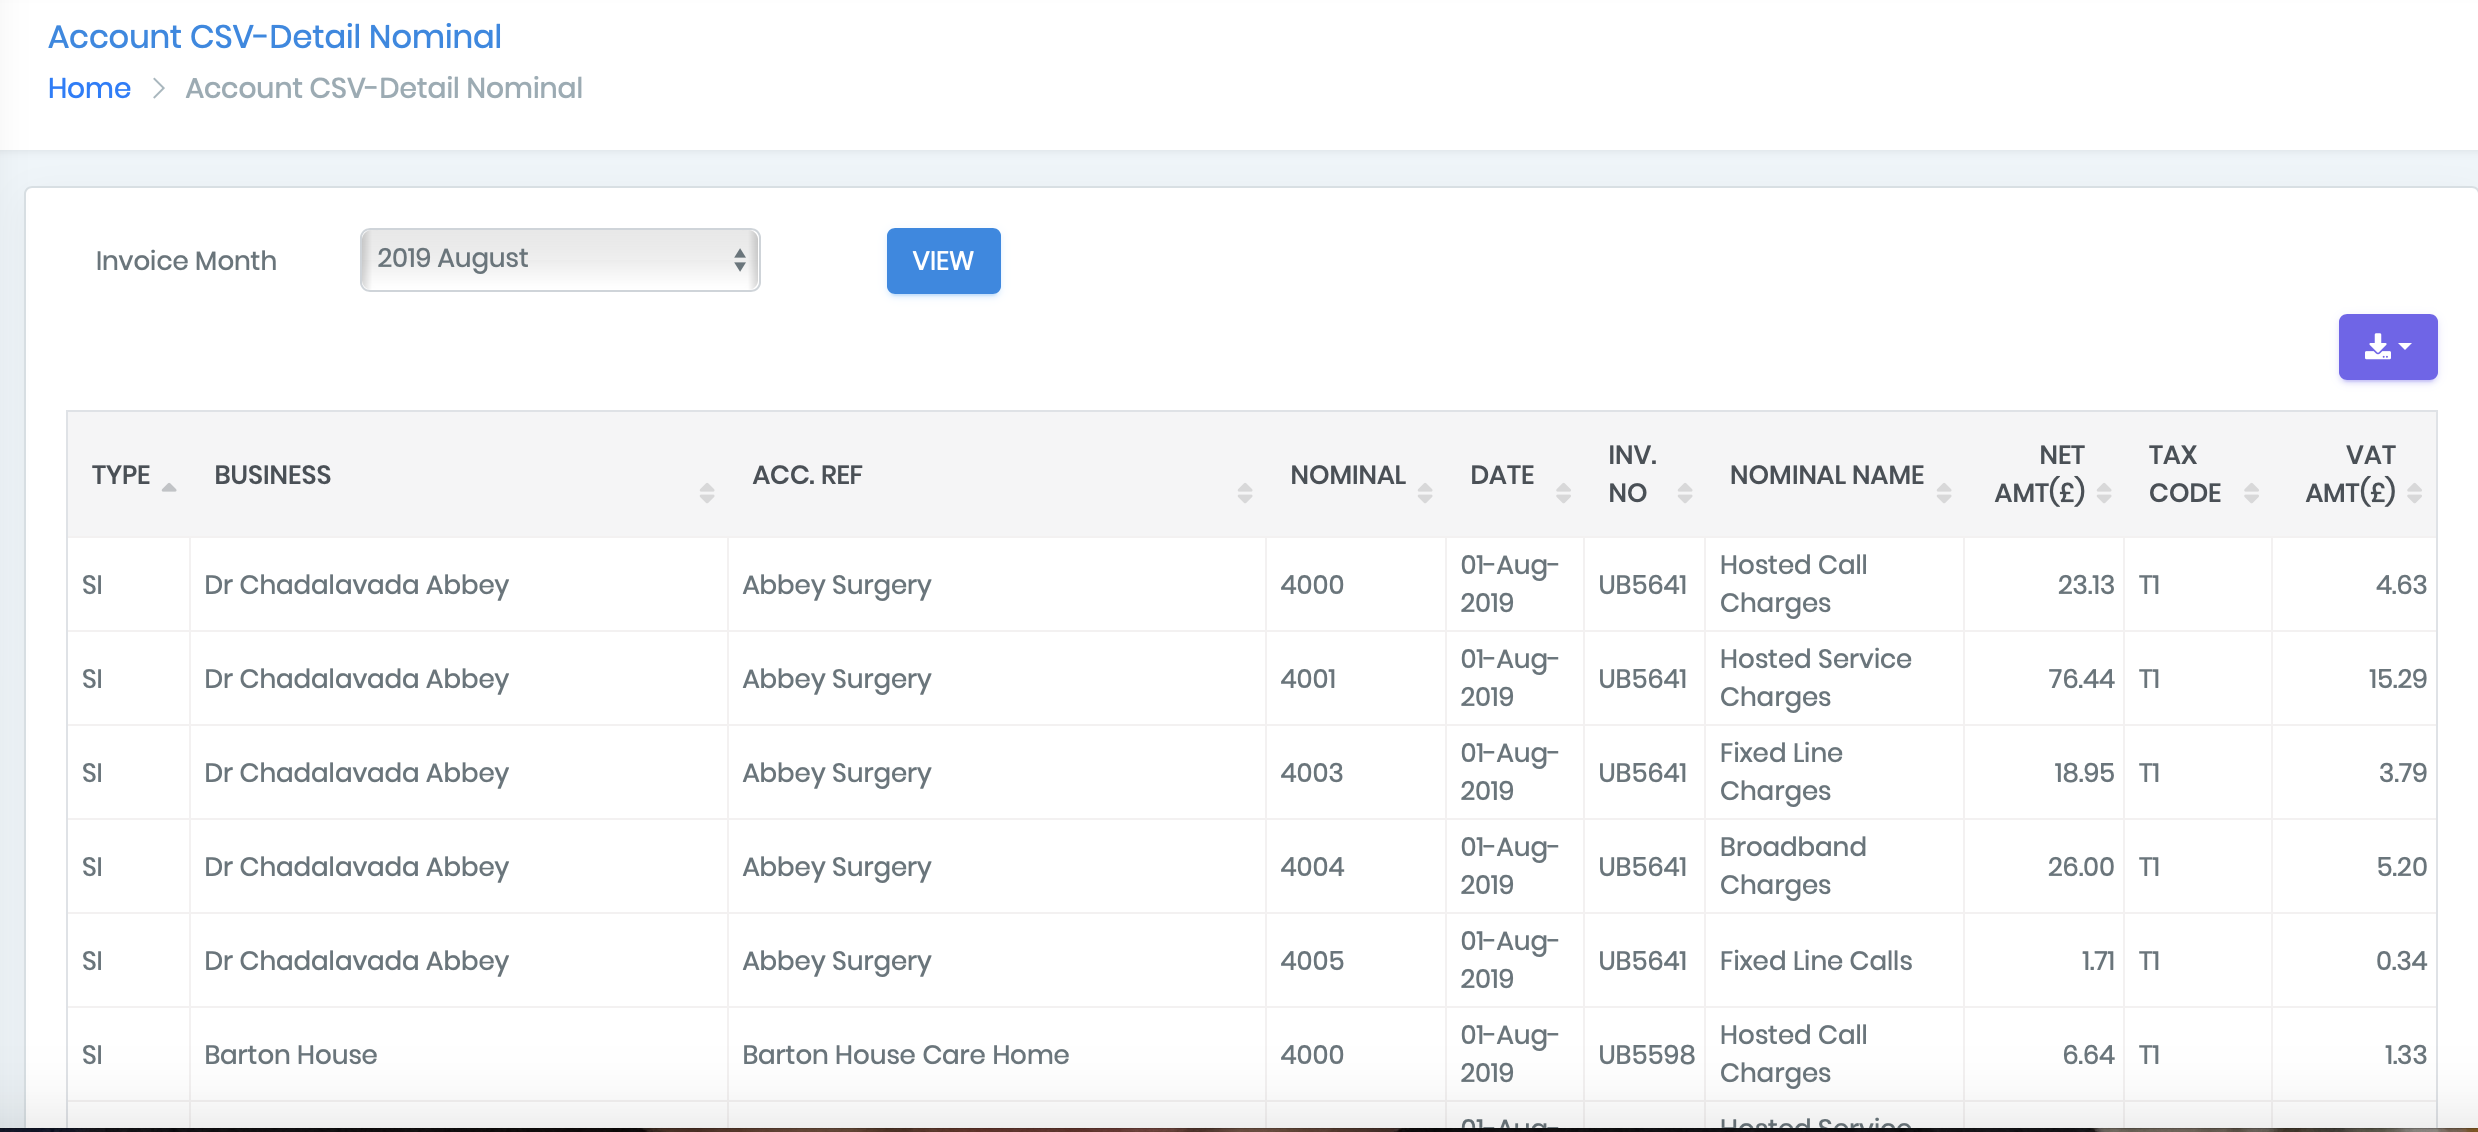 Account CSV-Detail Nominal
Home > Account CSV-Detail Nominal
Invoice Month 2019 August VIEW
TYPE BUSINESS ACC. REF NOMINAL DATE INV. NO NOMINAL NAME NET AMT(£) TAX CODE VAT AMT(£)
SI Dr Chadalavada Abbey Abbey Surgery 4000 01-Aug-2019 UB5641 Hosted Call Charges 23.13 T1 4.63
SI Dr Chadalavada Abbey Abbey Surgery 4001 01-Aug-2019 UB5641 Hosted Service Charges 76.44 T1 15.29
SI Dr Chadalavada Abbey Abbey Surgery 4003 01-Aug-2019 UB5641 Fixed Line Charges 18.95 T1 3.79
SI Dr Chadalavada Abbey Abbey Surgery 4004 01-Aug-2019 UB5641 Broadband Charges 26.00 T1 5.20
SI Dr Chadalavada Abbey Abbey Surgery 4005 01-Aug-2019 UB5641 Fixed Line Calls 1.71 T1 0.34
SI Barton House Barton House Care Home 4000 01-Aug-2019 UB5598 Hosted Call Charges 6.64 T1 1.33
01-Aug- Hosted Service